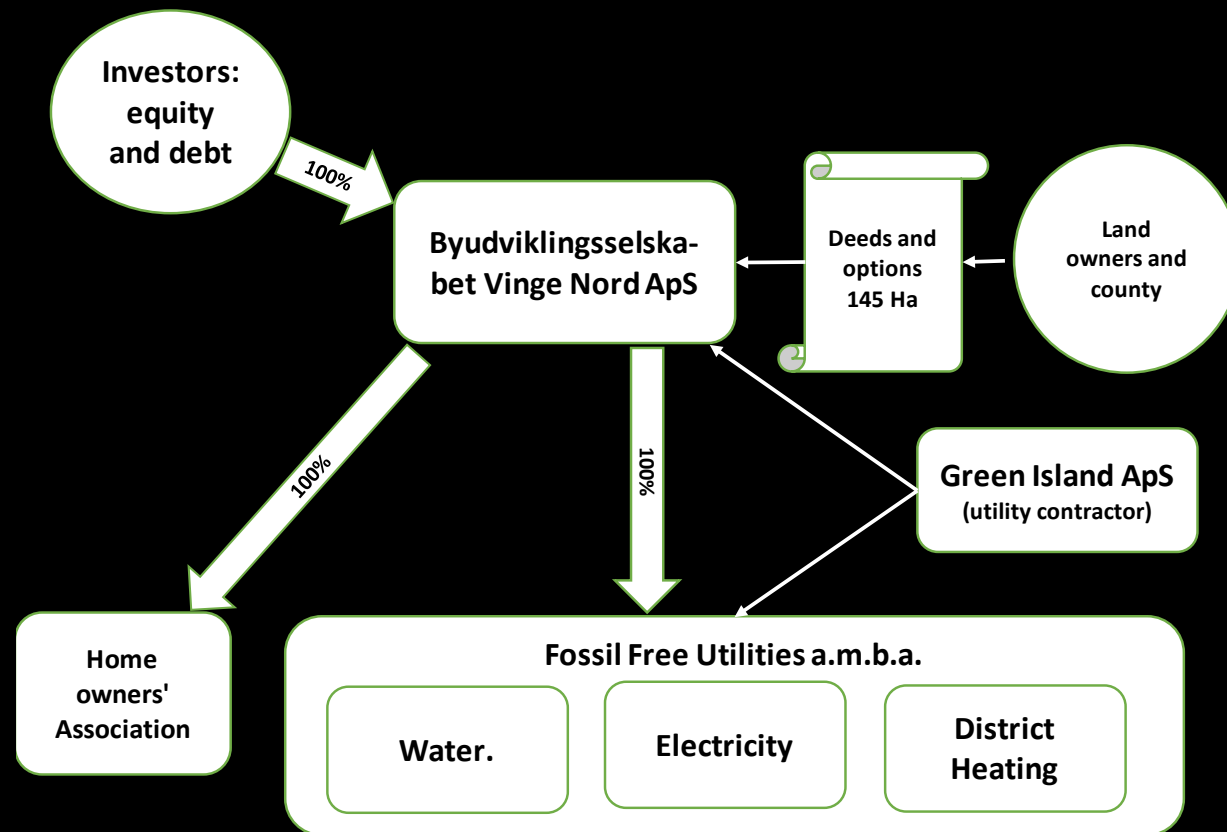 Investors:
equity
and debt
100%
Byudviklingsselska-
bet Vinge Nord ApS
Deeds and
options
145 Ha
Land
owners and
county
100%
100%
Green Island ApS
(utility contractor)
Home
owners'
Association
Fossil Free Utilities a.m.b.a.
Water.
Electricity
District
Heating